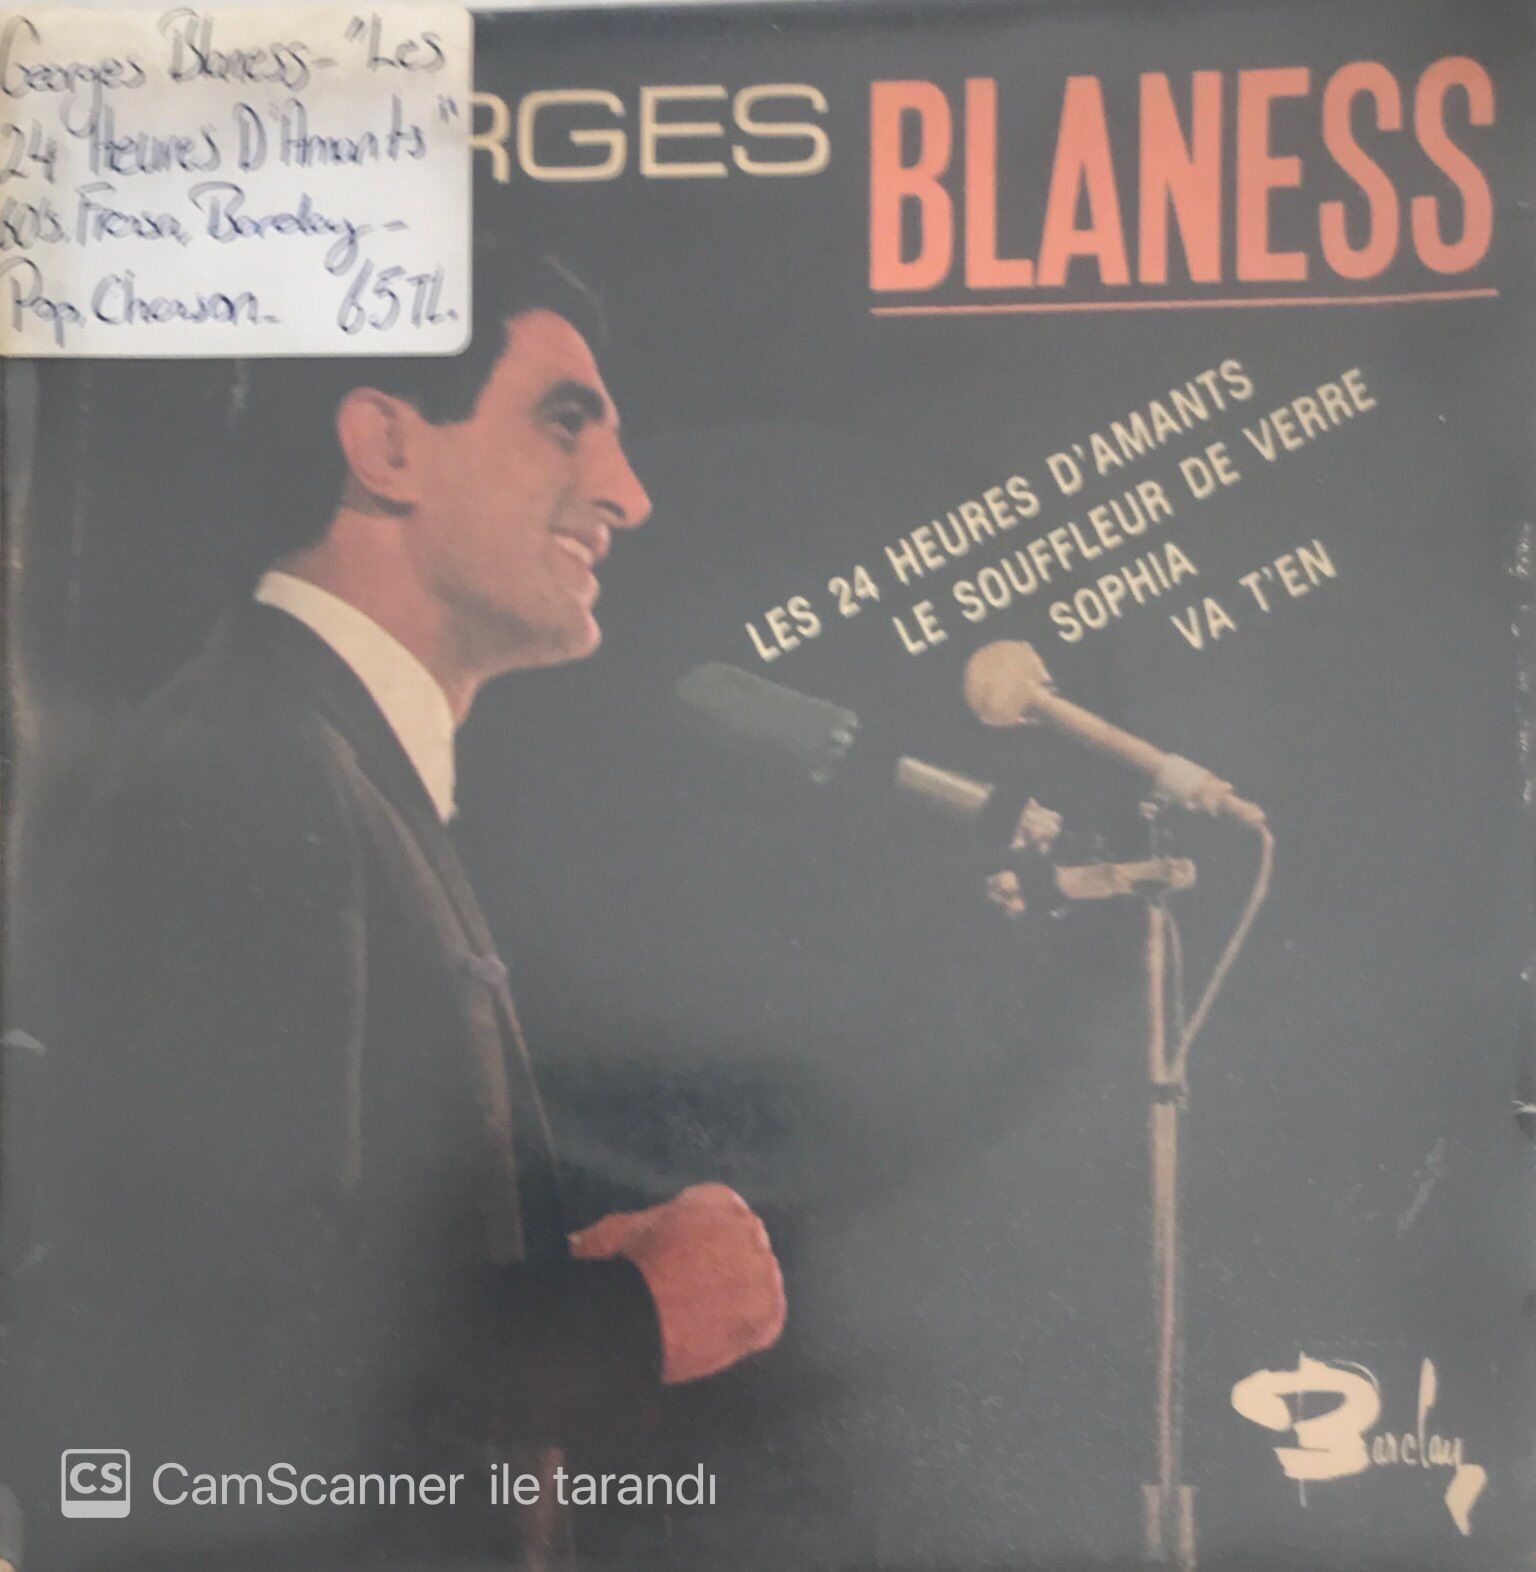 Georges Blaness - "Les
24 Heures D'Amants"
60's. Fransa, Barclay -
Pop, Chanson - 65 TL.
RGES BLANESS
LES 24 HEURES D'AMANTS
LE SOUFFLEUR DE VERRE
SOPHIA
VA T'EN
Barclay
CS CamScanner ile tarandı